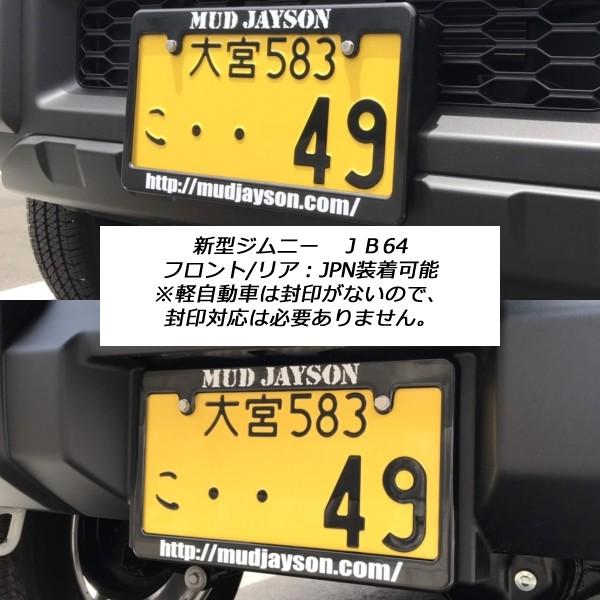 MUD JAYSON
大宮583
こ・・49
http://mudjayson.com/
新型ジムニー　ＪＢ64
フロント/リア：JPN装着可能
※軽自動車は封印がないので、
封印対応は必要ありません。
MUD JAYSON
大宮583
こ・・49
http://mudjayson.com/